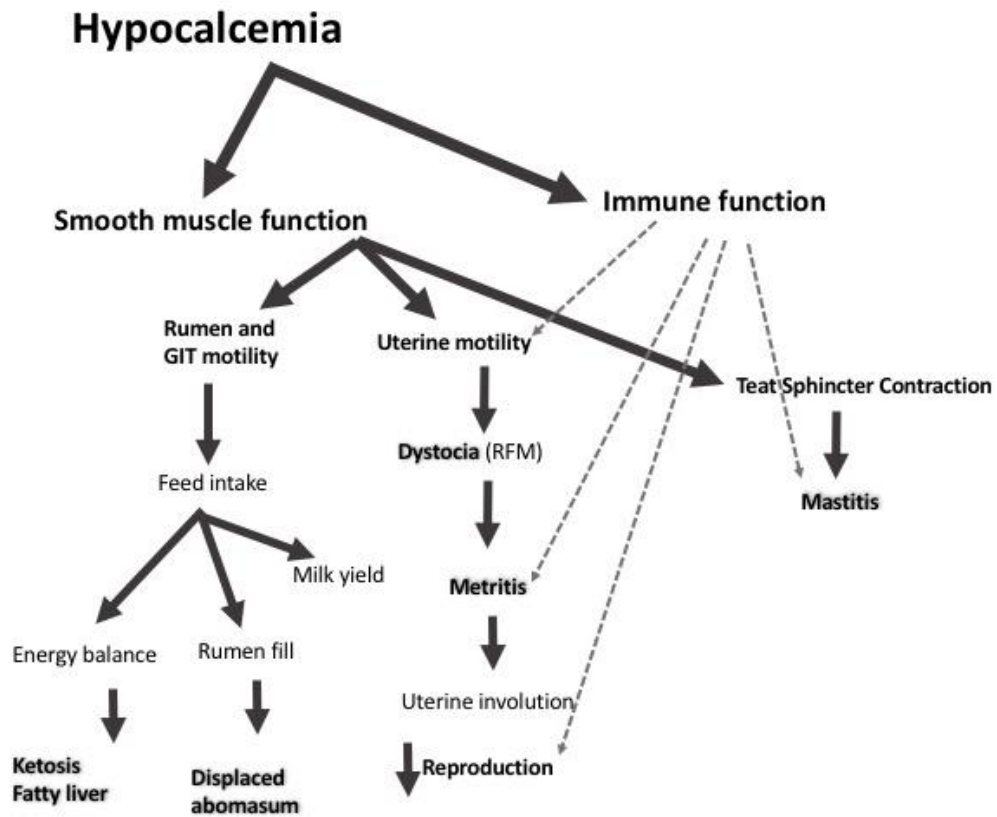 Hypocalcemia
Immune function
Smooth muscle function
Rumen and
GIT motility
Uterine motility
Teat Sphincter Contraction
Dystocia (RFM)
Feed intake
Mastitis
Milk yield
Metritis
Energy balance
Rumen fill
Uterine involution
Ketosis
Fatty liver
Displaced
abomasum
Reproduction